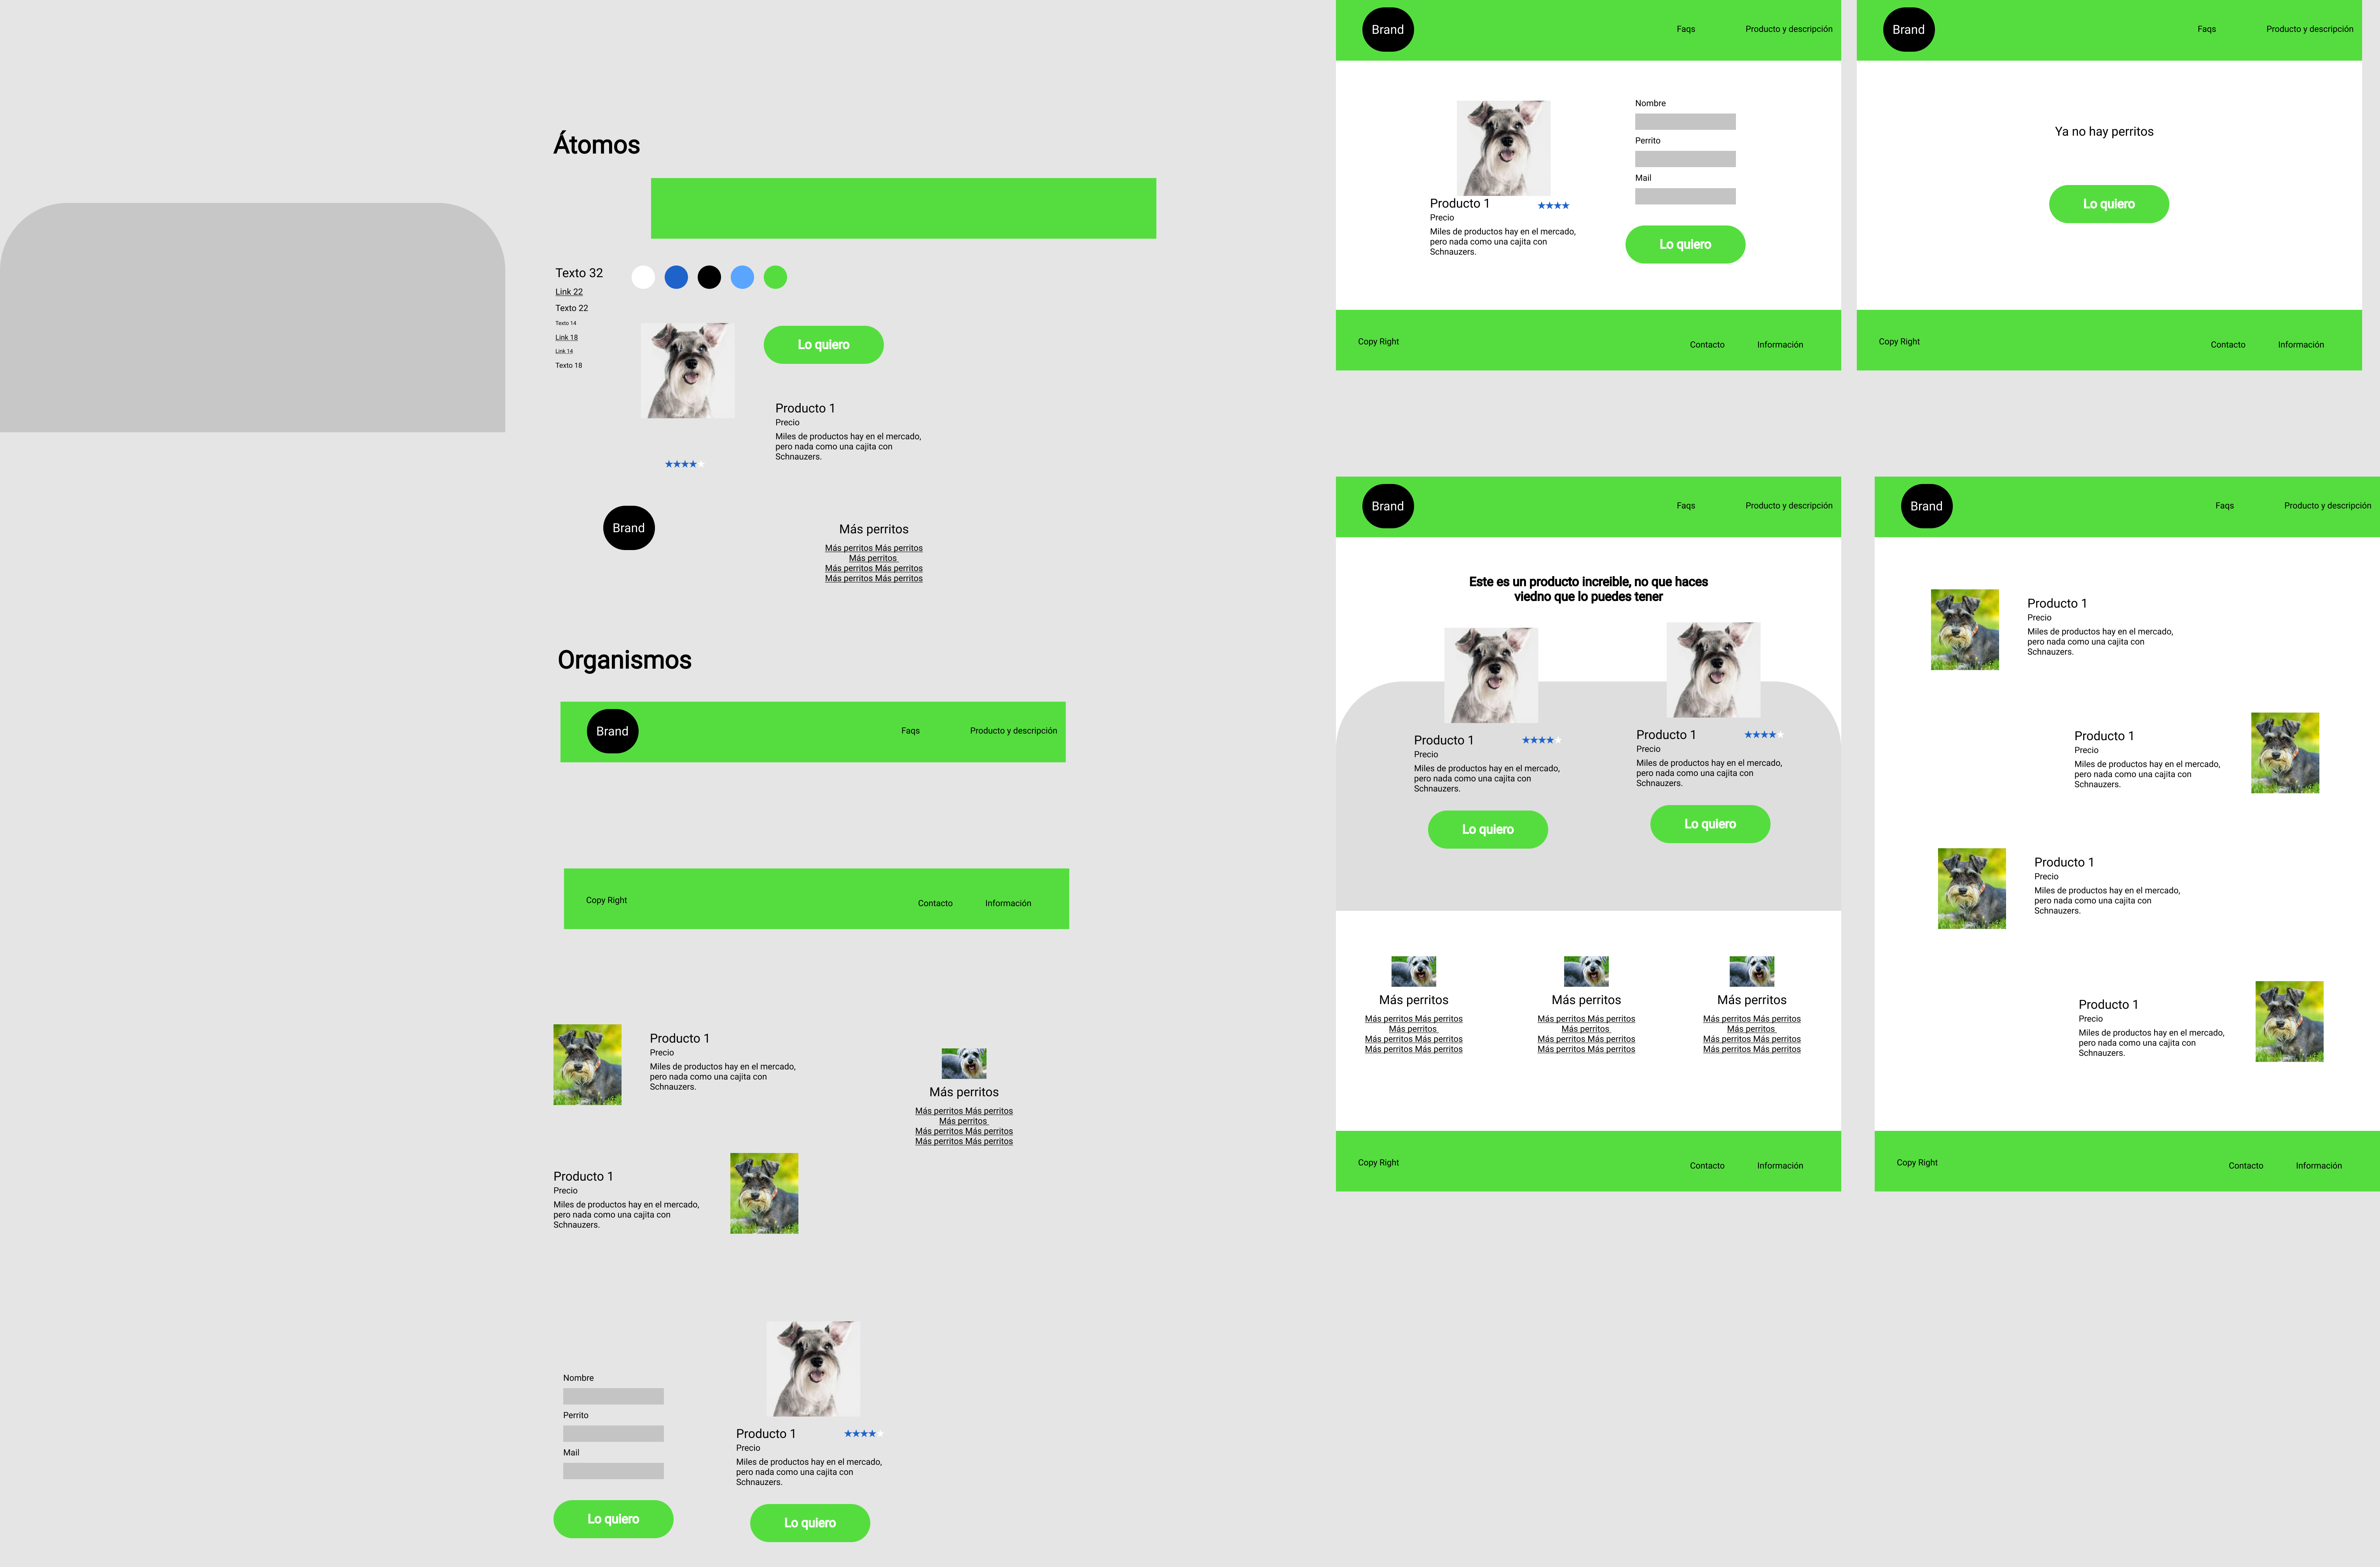 Átomos
Texto 32
Link 22
Texto 22
Texto 14
Link 18
Link 14
Texto 18
Lo quiero
Producto 1
Precio
Miles de productos hay en el mercado,
pero nada como una cajita con
Schnauzers.
★★★★★
Brand
Más perritos
Más perritos Más perritos
Más perritos
Más perritos Más perritos
Más perritos Más perritos
Organismos
Brand
Faqs
Producto y descripción
Copy Right
Contacto
Información
Producto 1
Precio
Miles de productos hay en el mercado,
pero nada como una cajita con
Schnauzers.
Más perritos
Más perritos Más perritos
Más perritos
Más perritos Más perritos
Más perritos Más perritos
Producto 1
Precio
Miles de productos hay en el mercado,
pero nada como una cajita con
Schnauzers.
Nombre
Perrito
Mail
Lo quiero
Producto 1
★★★★★
Precio
Miles de productos hay en el mercado,
pero nada como una cajita con
Schnauzers.
Lo quiero
Brand
Faqs
Producto y descripción
Producto 1
★★★★
Precio
Miles de productos hay en el mercado,
pero nada como una cajita con
Schnauzers.
Nombre
Perrito
Mail
Lo quiero
Copy Right
Contacto
Información
Brand
Faqs
Producto y descripción
Ya no hay perritos
Lo quiero
Copy Right
Contacto
Información
Brand
Faqs
Producto y descripción
Este es un producto increible, no que haces
viedno que lo puedes tener
Producto 1
★★★★★
Precio
Miles de productos hay en el mercado,
pero nada como una cajita con
Schnauzers.
Lo quiero
Producto 1
★★★★★
Precio
Miles de productos hay en el mercado,
pero nada como una cajita con
Schnauzers.
Lo quiero
Más perritos
Más perritos Más perritos
Más perritos
Más perritos Más perritos
Más perritos Más perritos
Más perritos
Más perritos Más perritos
Más perritos
Más perritos Más perritos
Más perritos Más perritos
Más perritos
Más perritos Más perritos
Más perritos
Más perritos Más perritos
Más perritos Más perritos
Copy Right
Contacto
Información
Brand
Faqs
Producto y descripción
Producto 1
Precio
Miles de productos hay en el mercado,
pero nada como una cajita con
Schnauzers.
Producto 1
Precio
Miles de productos hay en el mercado,
pero nada como una cajita con
Schnauzers.
Producto 1
Precio
Miles de productos hay en el mercado,
pero nada como una cajita con
Schnauzers.
Producto 1
Precio
Miles de productos hay en el mercado,
pero nada como una cajita con
Schnauzers.
Copy Right
Contacto
Información